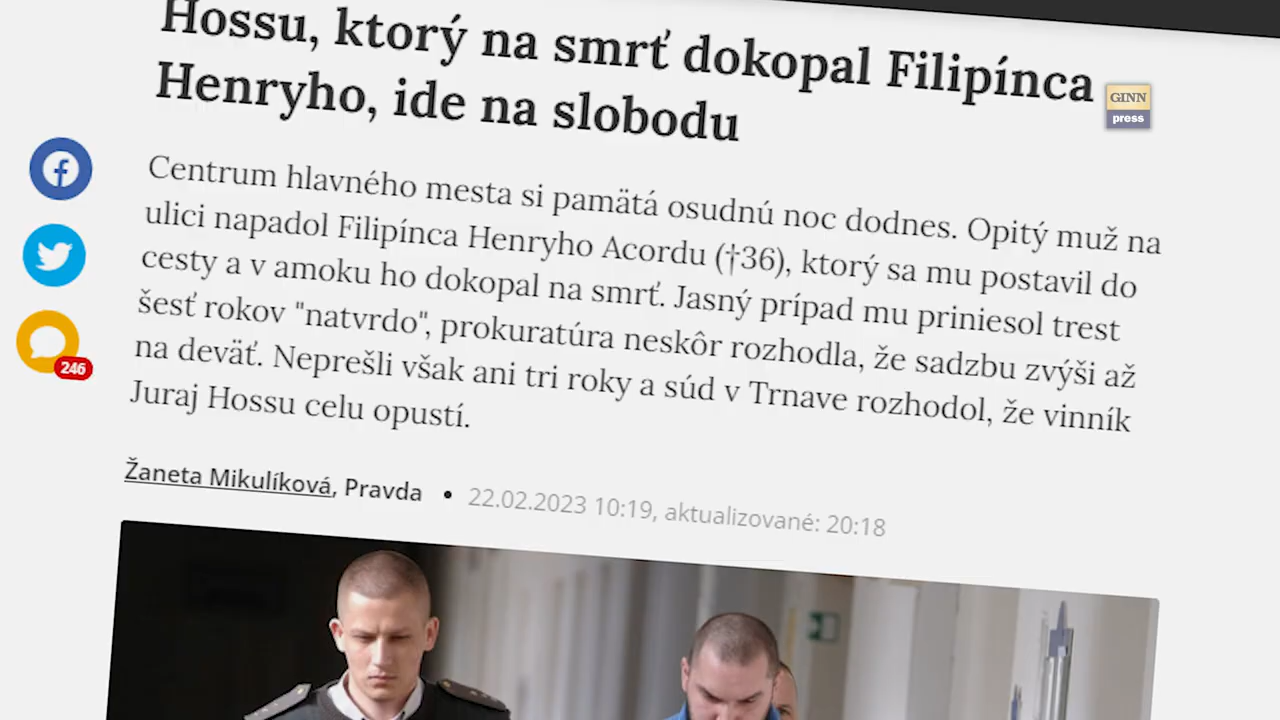 Hossu, ktorý na smrť dokopal Filipínca
Henryho, ide na slobodu
GINN
press
Centrum hlavného mesta si pamätá osudnú noc dodnes. Opitý muž na
ulici napadol Filipínca Henryho Acordu (†36), ktorý sa mu postavil do
cesty a v amoku ho dokopal na smrť. Jasný prípad mu priniesol trest
šesť rokov "natvrdo", prokuratúra neskôr rozhodla, že sadzbu zvýši až
na deväť. Neprešli však ani tri roky a súd v Trnave rozhodol, že vinník
Juraj Hossu celu opustí.
246
Žaneta Mikulíková, Pravda • 22.02.2023 10:19, aktualizované: 20:18